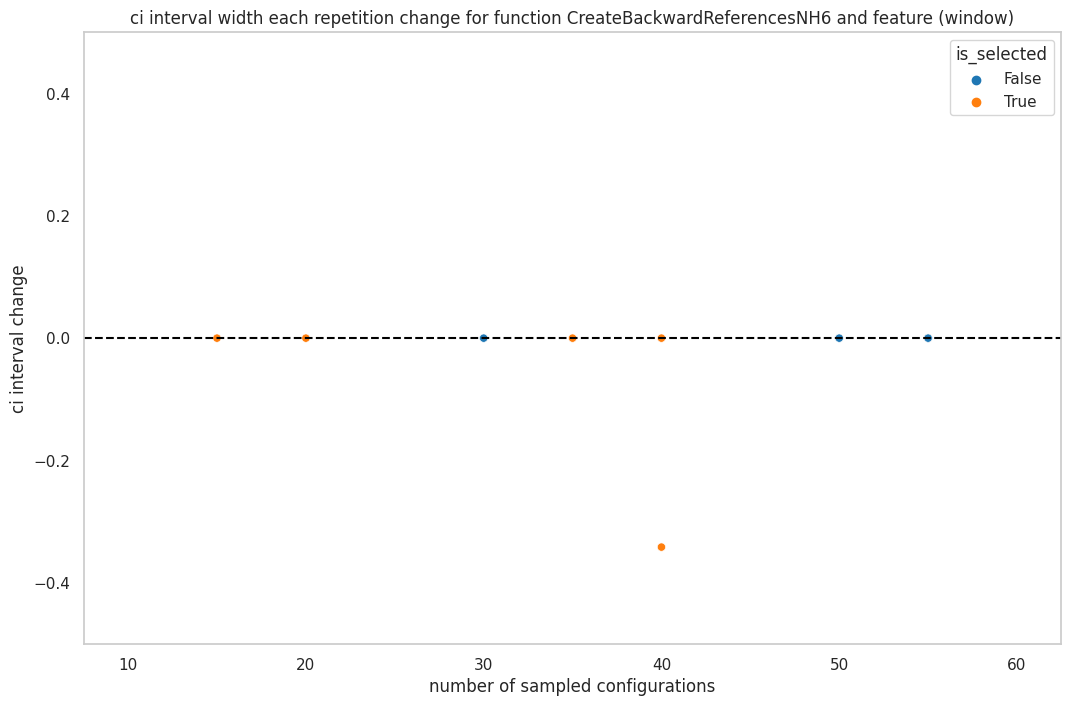 ci interval width each repetition change for function CreateBackwardReferencesNH6 and feature (window)
is_selected
False
True
0.4
0.2
0.0
−0.2
−0.4
ci interval change
10
20
30
40
50
60
number of sampled configurations